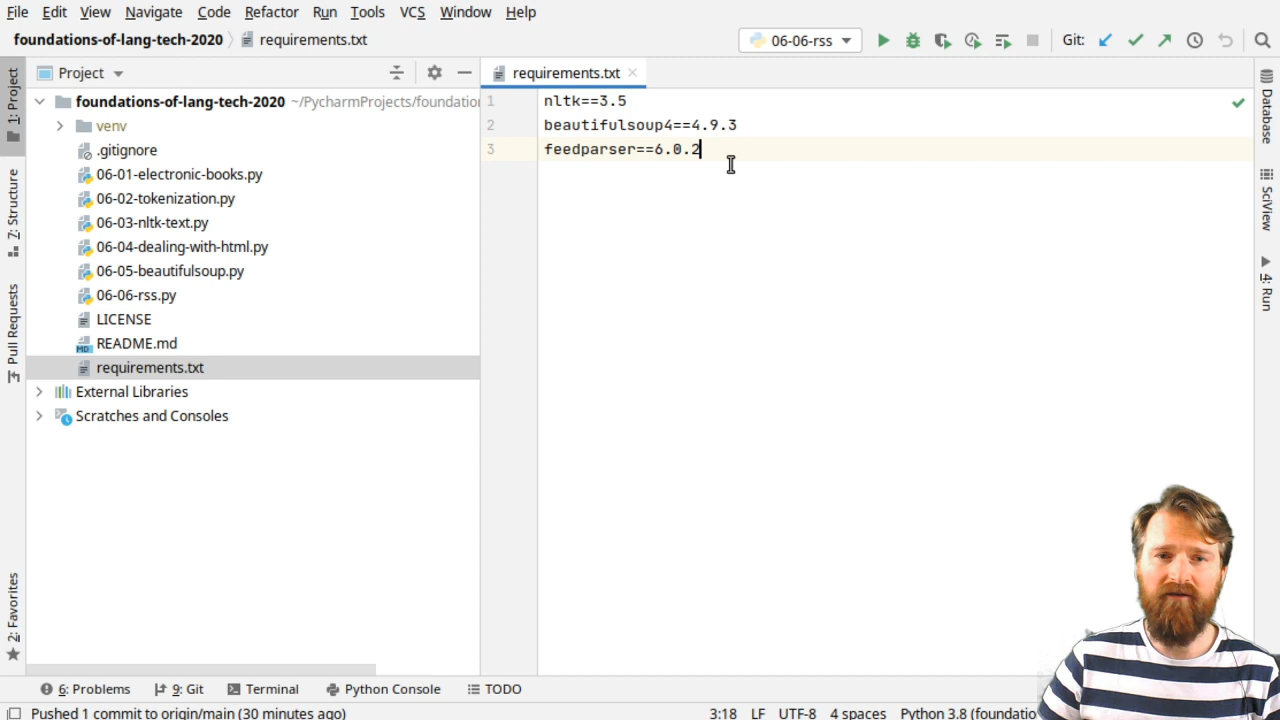 File Edit View Navigate Code Refactor Run Tools VCS Window Help
foundations-of-lang-tech-2020 requirements.txt 06-06-rss Git:
1: Project
7: Structure
Pull Requests
2: Favorites
Project
foundations-of-lang-tech-2020 ~/PycharmProjects/foundation
venv
.gitignore
06-01-electronic-books.py
06-02-tokenization.py
06-03-nltk-text.py
06-04-dealing-with-html.py
06-05-beautifulsoup.py
06-06-rss.py
LICENSE
MD README.md
requirements.txt
External Libraries
Scratches and Consoles
requirements.txt
1 nltk==3.5
2 beautifulsoup4==4.9.3
3 feedparser==6.0.2
Database
SciView
4: Run
6: Problems 9: Git Terminal Python Console TODO
Pushed 1 commit to origin/main (30 minutes ago) 3:18 LF UTF-8 4 spaces Python 3.8 (foundatio